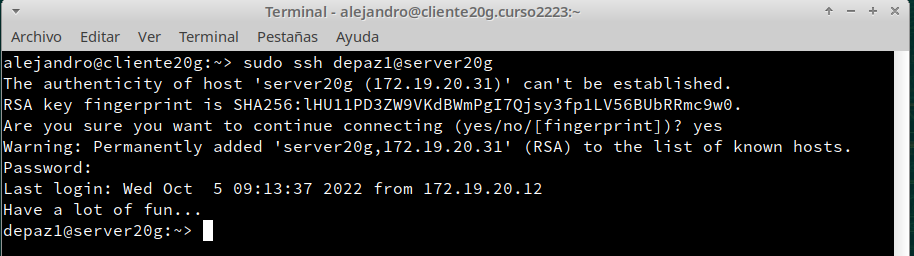 Terminal - alejandro@cliente20g.curso2223:~
Archivo Editar Ver Terminal Pestañas Ayuda
alejandro@cliente20g:~> sudo ssh depaz1@server20g
The authenticity of host 'server20g (172.19.20.31)' can't be established.
RSA key fingerprint is SHA256:lHU11PD3ZW9VKdBWmPgI7Qjsy3fp1LV56BUbRRmc9w0.
Are you sure you want to continue connecting (yes/no/[fingerprint])? yes
Warning: Permanently added 'server20g,172.19.20.31' (RSA) to the list of known hosts.
Password:
Last login: Wed Oct  5 09:13:37 2022 from 172.19.20.12
Have a lot of fun...
depaz1@server20g:~>